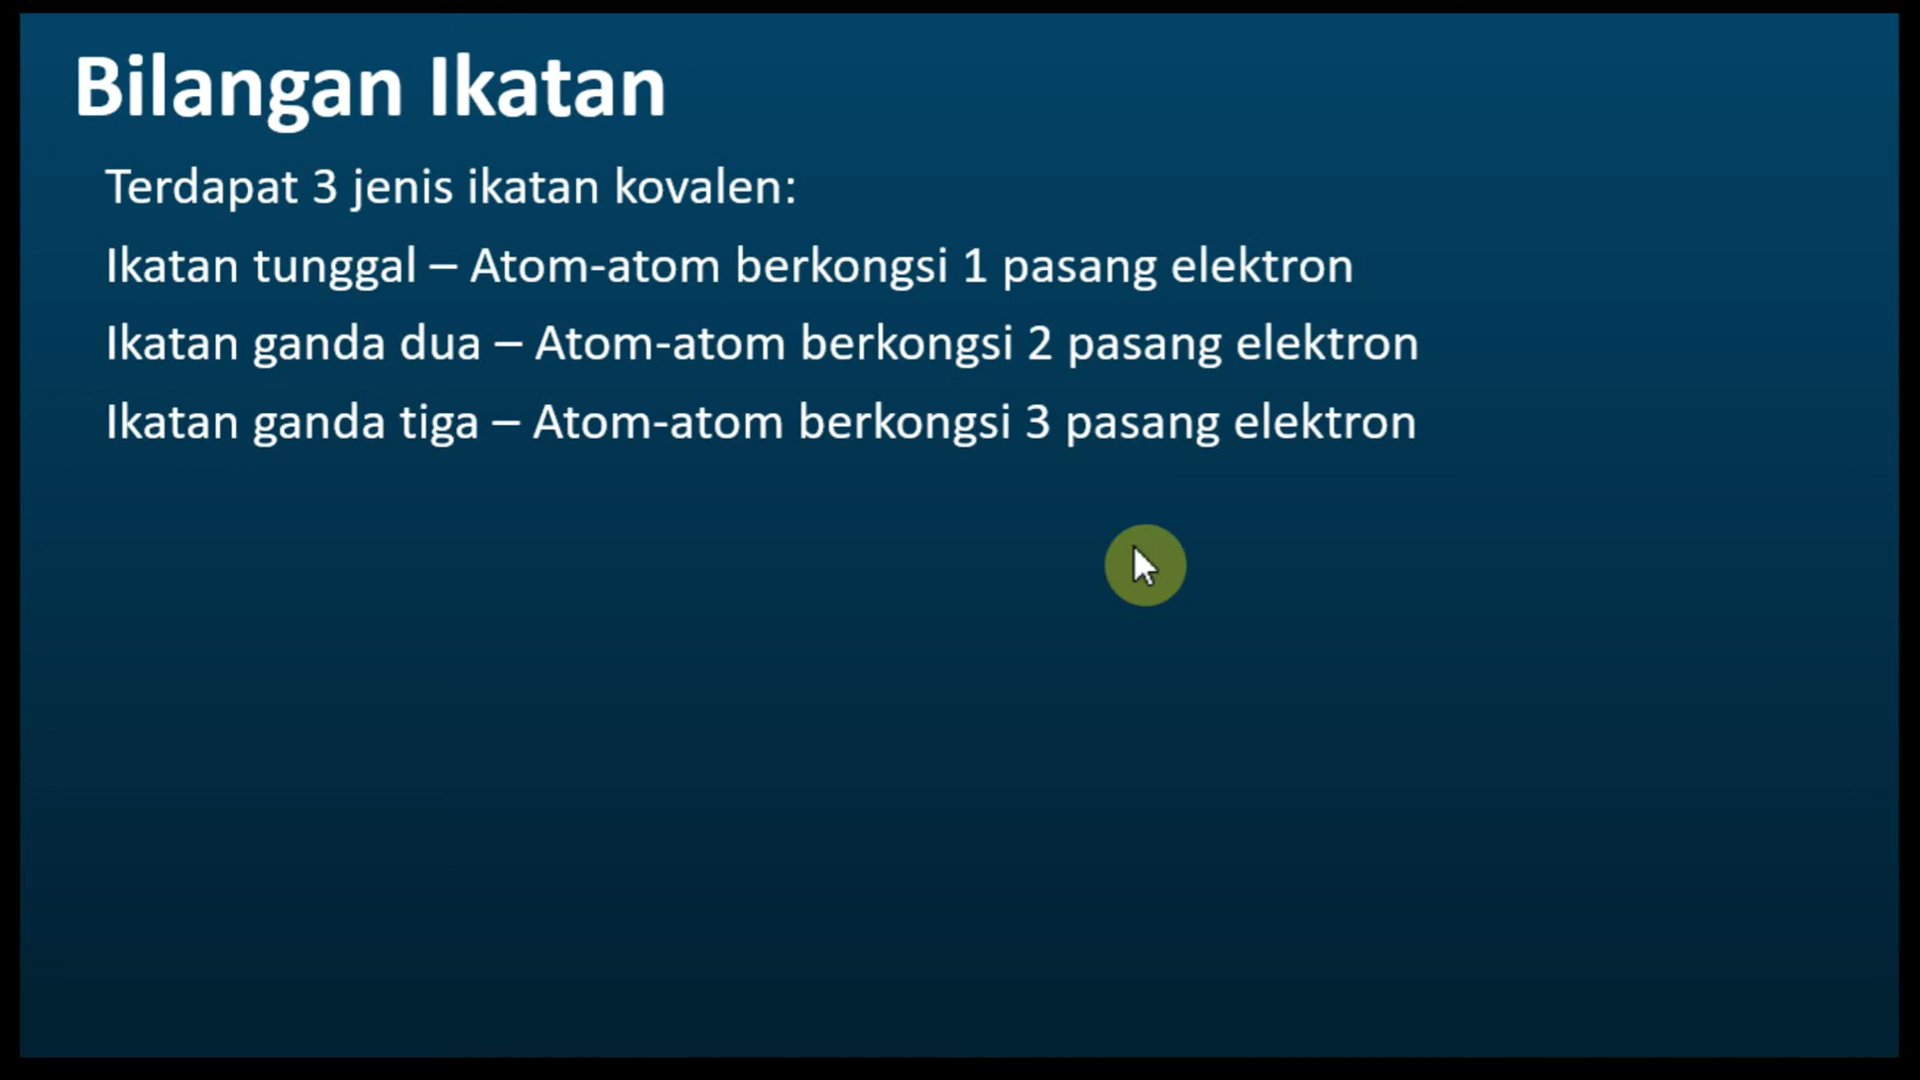 Bilangan Ikatan
Terdapat 3 jenis ikatan kovalen:
Ikatan tunggal – Atom-atom berkongsi 1 pasang elektron
Ikatan ganda dua – Atom-atom berkongsi 2 pasang elektron
Ikatan ganda tiga – Atom-atom berkongsi 3 pasang elektron